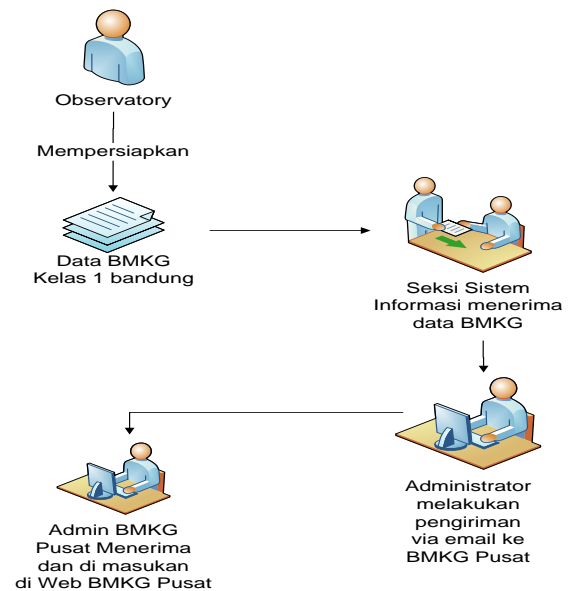 Observatory
Mempersiapkan
Data BMKG
Kelas 1 bandung
Seksi Sistem
Informasi menerima
data BMKG
Administrator
melakukan
pengiriman
via email ke
BMKG Pusat
Admin BMKG
Pusat Menerima
dan di masukan
di Web BMKG Pusat